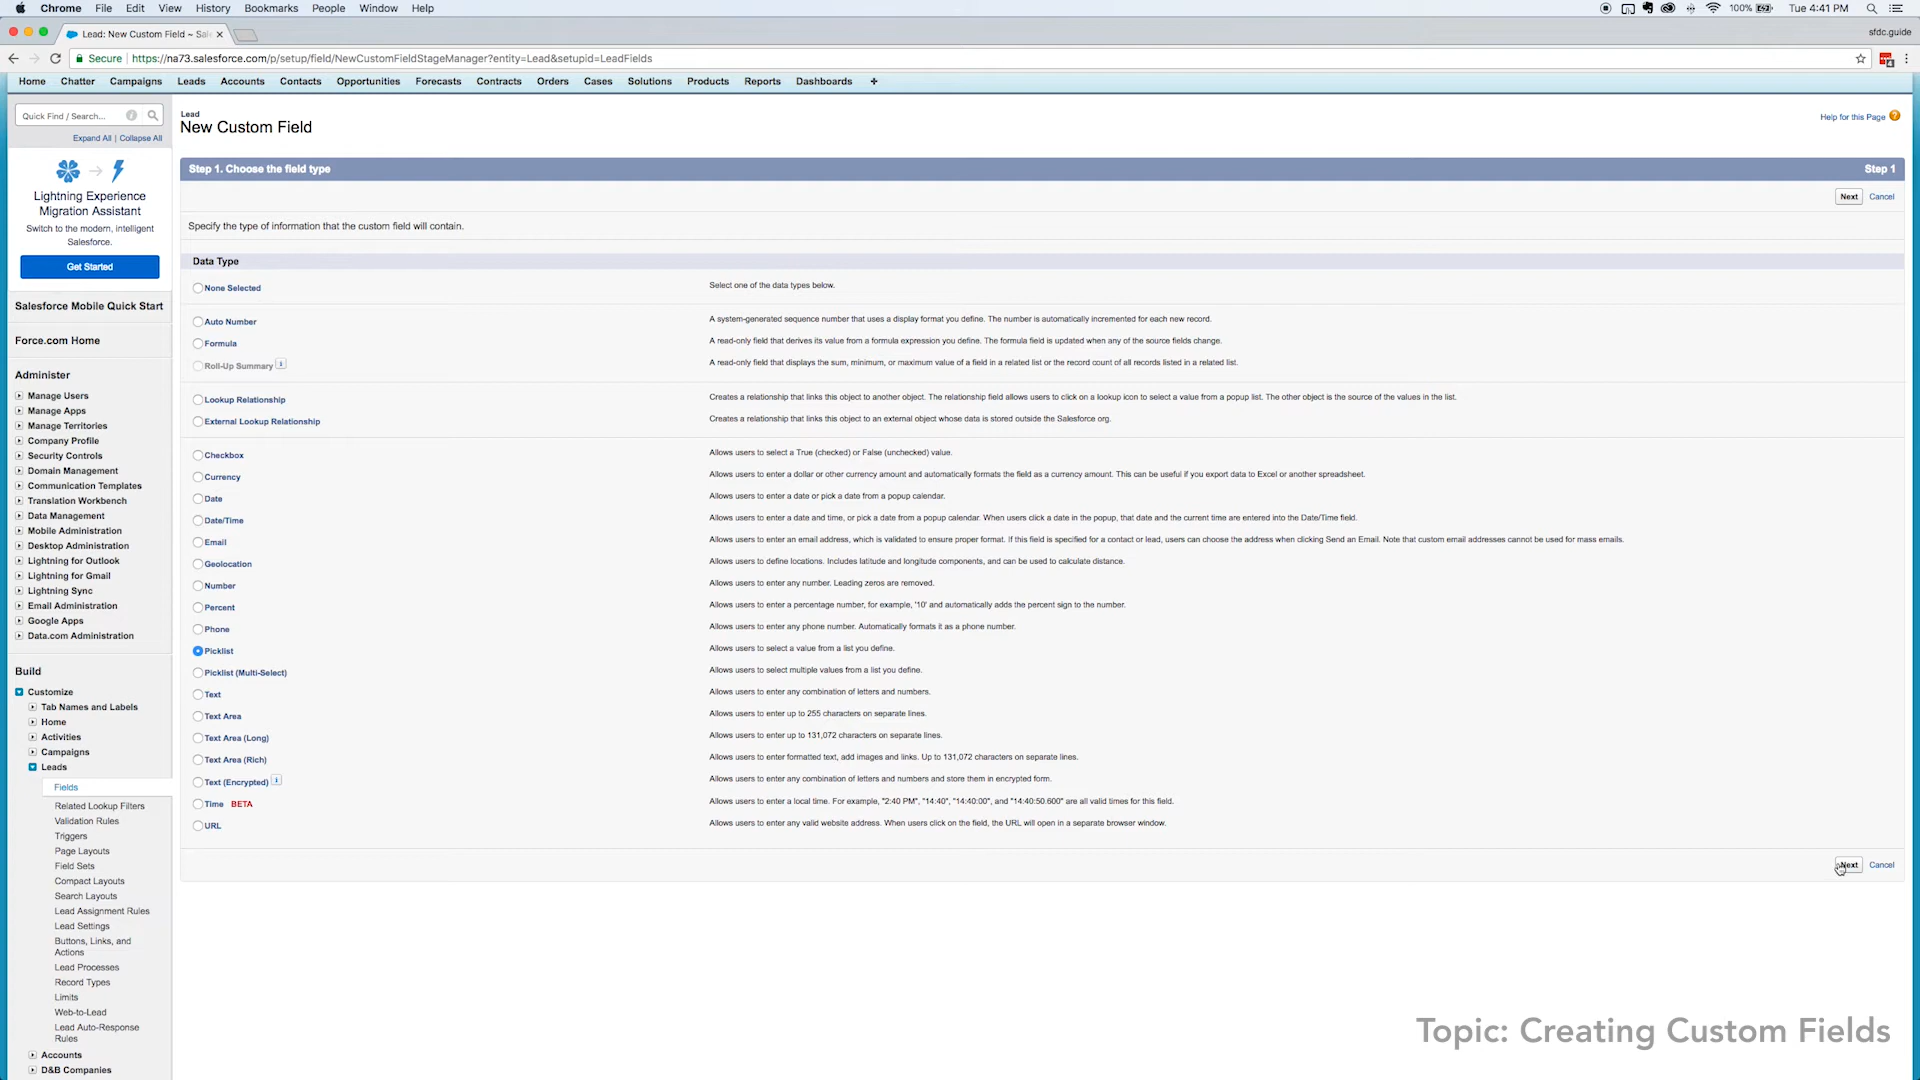 Chrome File Edit View History Bookmarks People Window Help
100% Tue 4:41 PM
Lead: New Custom Field ~ Sal
sfdc.guide
Secure https://na73.salesforce.com/p/setup/field/NewCustomFieldStageManager?entity=Lead&setupid=LeadFields
Home Chatter Campaigns Leads Accounts Contacts Opportunities Forecasts Contracts Orders Cases Solutions Products Reports Dashboards +
Quick Find / Search...
Expand All | Collapse All
Lightning Experience
Migration Assistant
Switch to the modern, intelligent
Salesforce.
Get Started
Salesforce Mobile Quick Start
Force.com Home
Administer
Manage Users
Manage Apps
Manage Territories
Company Profile
Security Controls
Domain Management
Communication Templates
Translation Workbench
Data Management
Mobile Administration
Desktop Administration
Lightning for Outlook
Lightning for Gmail
Lightning Sync
Email Administration
Google Apps
Data.com Administration
Build
Customize
Tab Names and Labels
Home
Activities
Campaigns
Leads
Fields
Related Lookup Filters
Validation Rules
Triggers
Page Layouts
Field Sets
Compact Layouts
Search Layouts
Lead Assignment Rules
Lead Settings
Buttons, Links, and
Actions
Lead Processes
Record Types
Limits
Web-to-Lead
Lead Auto-Response
Rules
Accounts
D&B Companies
Lead
New Custom Field
Help for this Page ?
Step 1. Choose the field type Step 1
Next Cancel
Specify the type of information that the custom field will contain.
Data Type
None Selected Select one of the data types below.
Auto Number A system-generated sequence number that uses a display format you define. The number is automatically incremented for each new record.
Formula A read-only field that derives its value from a formula expression you define. The formula field is updated when any of the source fields change.
Roll-Up Summary i A read-only field that displays the sum, minimum, or maximum value of a field in a related list or the record count of all records listed in a related list.
Lookup Relationship Creates a relationship that links this object to another object. The relationship field allows users to click on a lookup icon to select a value from a popup list. The other object is the source of the values in the list.
External Lookup Relationship Creates a relationship that links this object to an external object whose data is stored outside the Salesforce org.
Checkbox Allows users to select a True (checked) or False (unchecked) value.
Currency Allows users to enter a dollar or other currency amount and automatically formats the field as a currency amount. This can be useful if you export data to Excel or another spreadsheet.
Date Allows users to enter a date or pick a date from a popup calendar.
Date/Time Allows users to enter a date and time, or pick a date from a popup calendar. When users click a date in the popup, that date and the current time are entered into the Date/Time field.
Email Allows users to enter an email address, which is validated to ensure proper format. If this field is specified for a contact or lead, users can choose the address when clicking Send an Email. Note that custom email addresses cannot be used for mass emails.
Geolocation Allows users to define locations. Includes latitude and longitude components, and can be used to calculate distance.
Number Allows users to enter any number. Leading zeros are removed.
Percent Allows users to enter a percentage number, for example, '10' and automatically adds the percent sign to the number.
Phone Allows users to enter any phone number. Automatically formats it as a phone number.
Picklist Allows users to select a value from a list you define.
Picklist (Multi-Select) Allows users to select multiple values from a list you define.
Text Allows users to enter any combination of letters and numbers.
Text Area Allows users to enter up to 255 characters on separate lines.
Text Area (Long) Allows users to enter up to 131,072 characters on separate lines.
Text Area (Rich) Allows users to enter formatted text, add images and links. Up to 131,072 characters on separate lines.
Text (Encrypted) i Allows users to enter any combination of letters and numbers and store them in encrypted form.
Time BETA Allows users to enter a local time. For example, "2:40 PM", "14:40", "14:40:00", and "14:40:50.600" are all valid times for this field.
URL Allows users to enter any valid website address. When users click on the field, the URL will open in a separate browser window.
Next Cancel
Topic: Creating Custom Fields